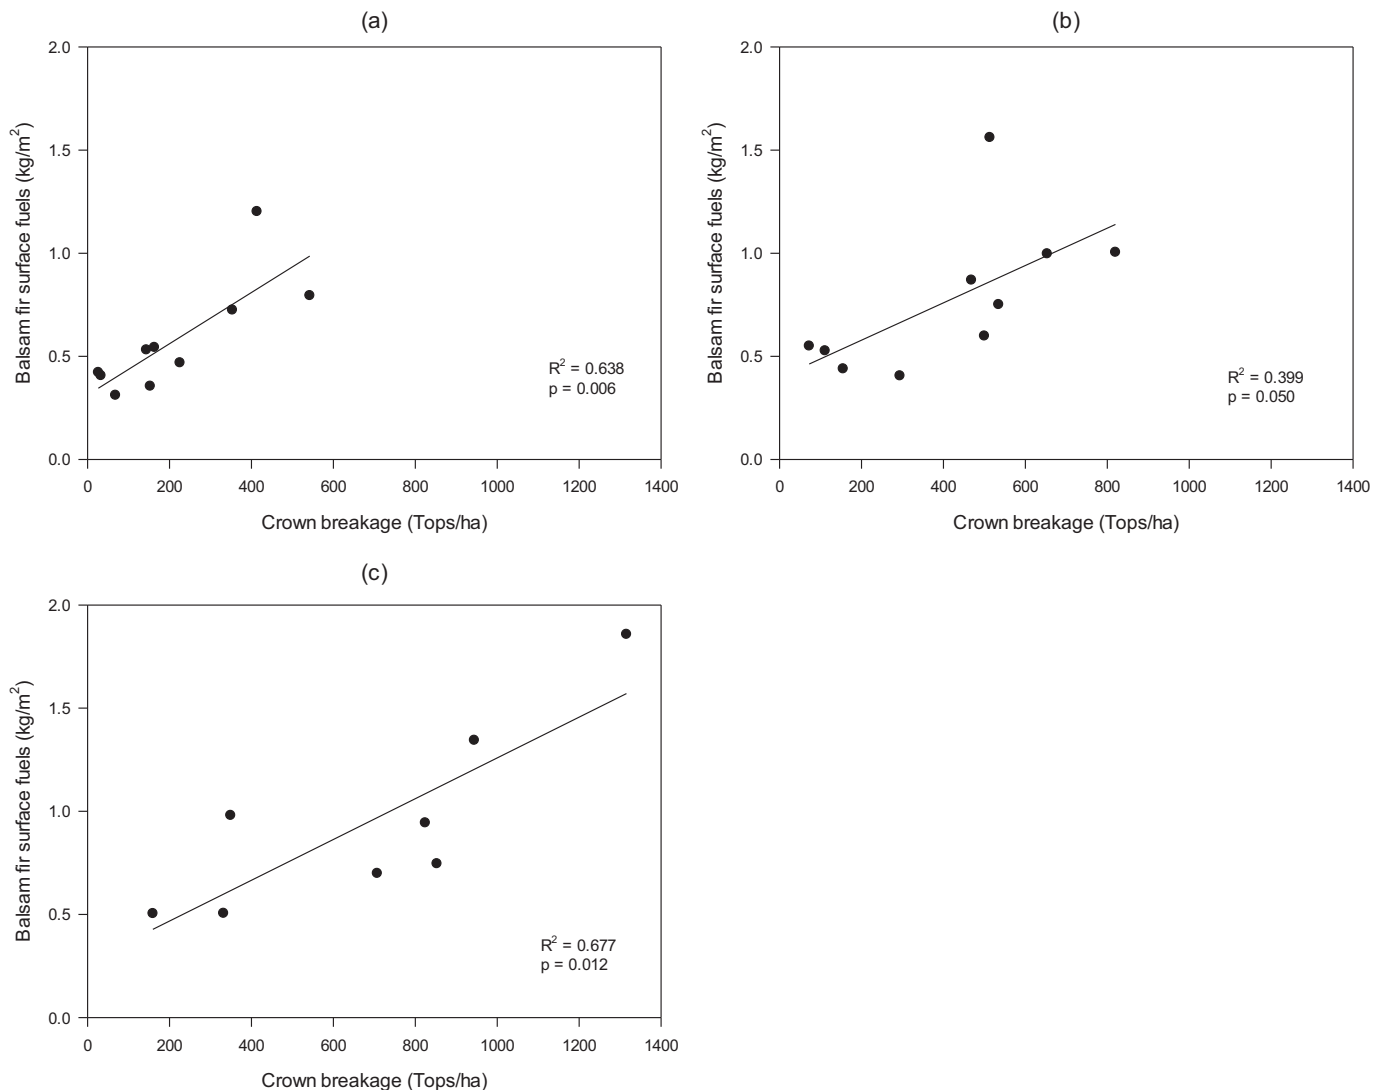 (a)
2.0
1.5
1.0
0.5
0.0
Balsam fir surface fuels (kg/m²)
R² = 0.638
p = 0.006
0 200 400 600 800 1000 1200 1400
Crown breakage (Tops/ha)
(b)
2.0
1.5
1.0
0.5
0.0
Balsam fir surface fuels (kg/m²)
R² = 0.399
p = 0.050
0 200 400 600 800 1000 1200 1400
Crown breakage (Tops/ha)
(c)
2.0
1.5
1.0
0.5
0.0
Balsam fir surface fuels (kg/m²)
R² = 0.677
p = 0.012
0 200 400 600 800 1000 1200 1400
Crown breakage (Tops/ha)